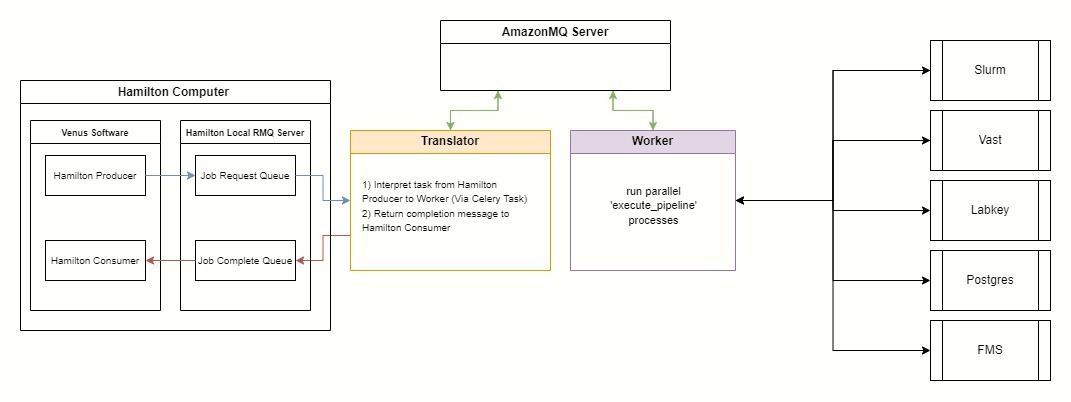 AmazonMQ Server
Hamilton Computer
Venus Software
Hamilton Producer
Hamilton Consumer
Hamilton Local RMQ Server
Job Request Queue
Job Complete Queue
Translator
1) Interpret task from Hamilton
Producer to Worker (Via Celery Task)
2) Return completion message to
Hamilton Consumer
Worker
run parallel
'execute_pipeline'
processes
Slurm
Vast
Labkey
Postgres
FMS